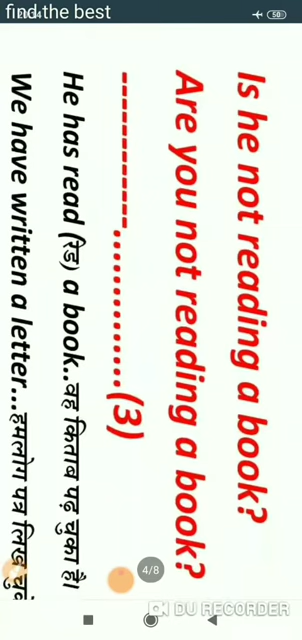 find the best
50
Is he not reading a book?
Are you not reading a book?
------------..............(3)
He has read (रेड) a book..वह किताब पढ़ चुका है।
We have written a letter...हमलोग पत्र लिख
4/8
DU RECORDER